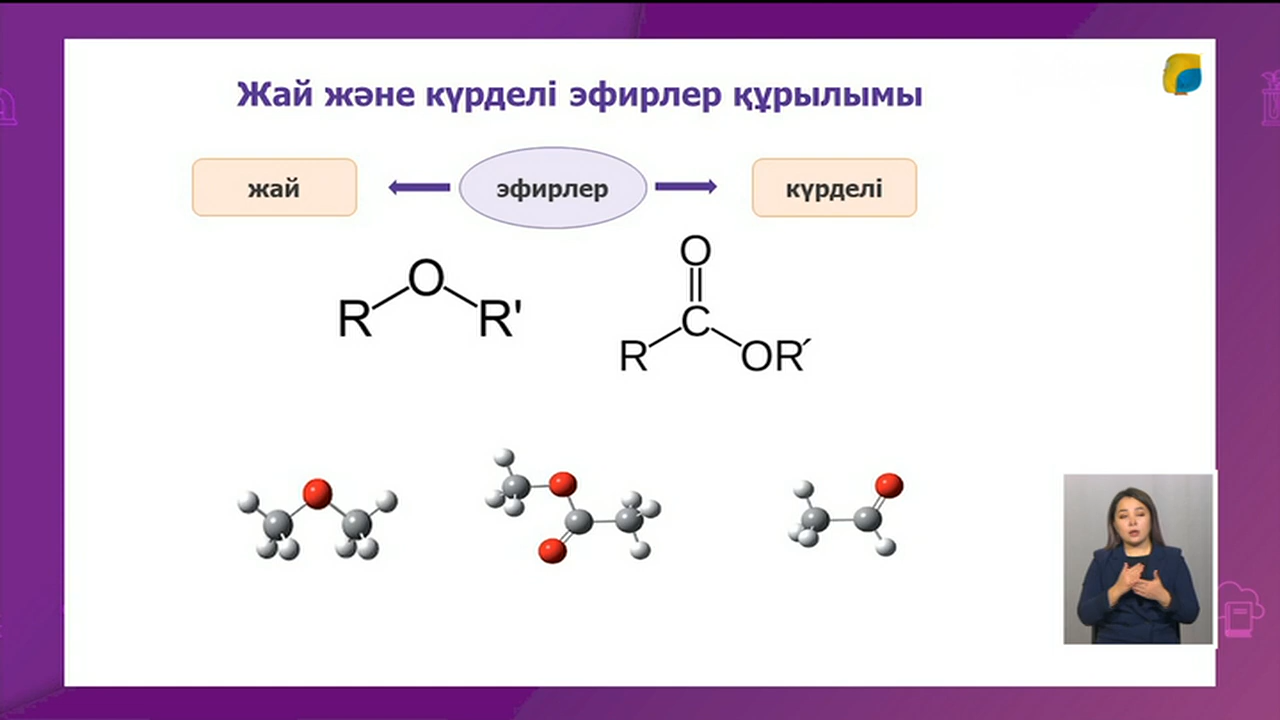 Жай және күрделі эфирлер құрылымы
жай
эфирлер
күрделі
O
R
R'
O
C
R
OR´